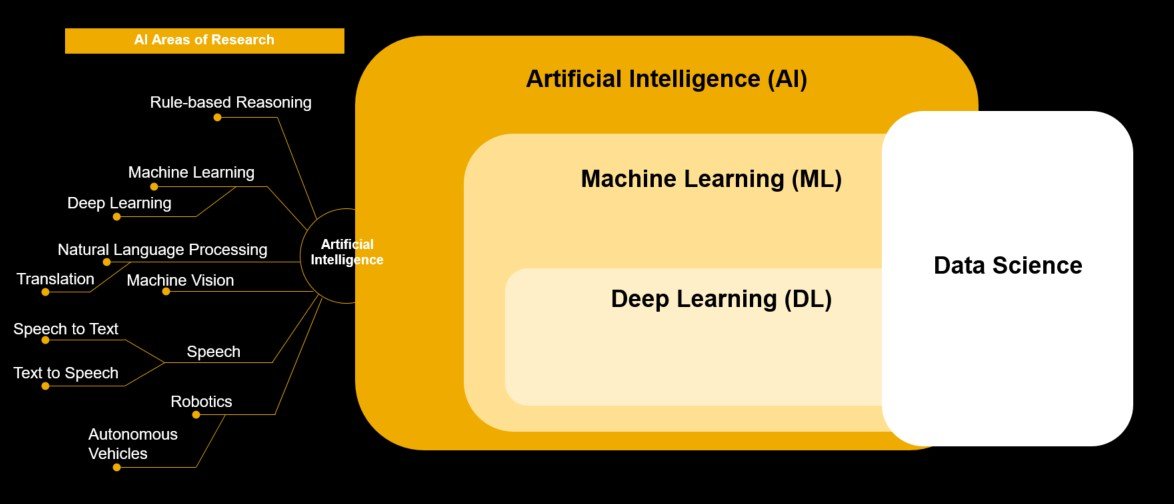 AI Areas of Research
Rule-based Reasoning
Machine Learning
Deep Learning
Natural Language Processing
Translation
Machine Vision
Speech to Text
Speech
Text to Speech
Robotics
Autonomous
Vehicles
Artificial
Intelligence
Artificial Intelligence (AI)
Machine Learning (ML)
Deep Learning (DL)
Data Science